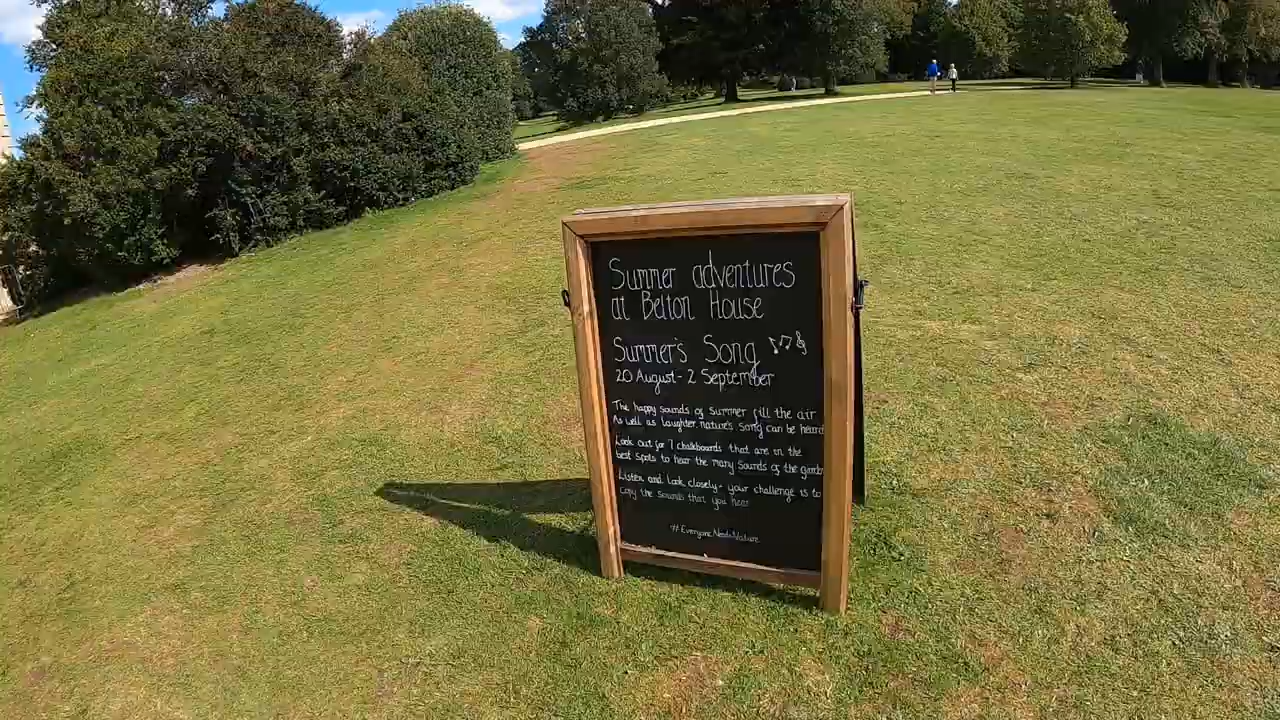 Summer adventures
at Belton House
Summer's Song
20 August - 2 September
The happy sounds of summer fill the air
As well as laughter, nature's song can be heard
Look out for 7 chalkboards that are in the
best spots to hear the many sounds of the garden
Listen and look closely - your challenge is to
copy the sounds that you hear
#EveryoneNeedsNature